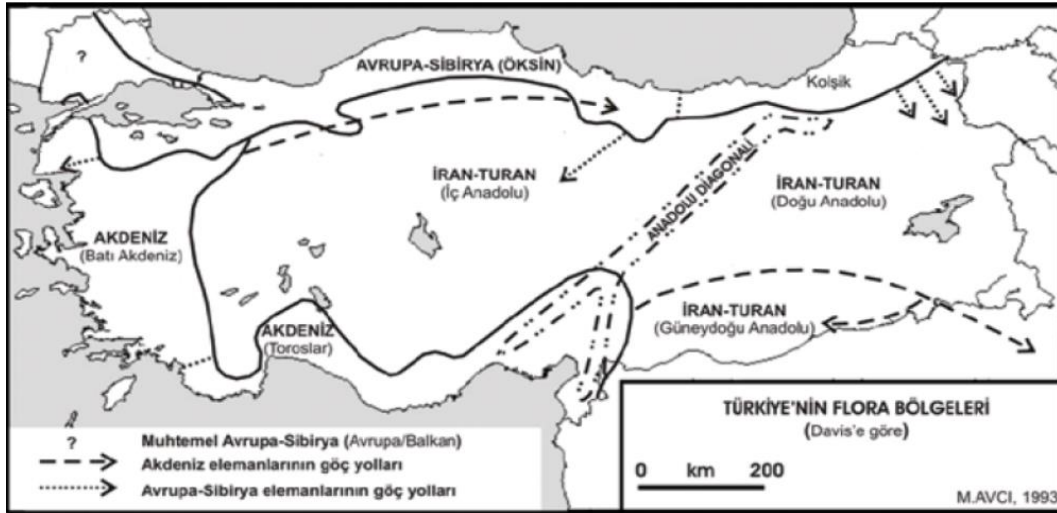 ?
AVRUPA-SİBİRYA (ÖKSİN)
Kolşik
İRAN-TURAN
(İç Anadolu)
ANADOLU DİAGONALİ
İRAN-TURAN
(Doğu Anadolu)
AKDENİZ
(Batı Akdeniz)
AKDENİZ
(Toroslar)
İRAN-TURAN
(Güneydoğu Anadolu)
TÜRKİYE'NİN FLORA BÖLGELERİ
(Davis'e göre)
0 km 200
M.AVCI, 1993
? Muhtemel Avrupa-Sibirya (Avrupa/Balkan)
Akdeniz elemanlarının göç yolları
Avrupa-Sibirya elemanlarının göç yolları